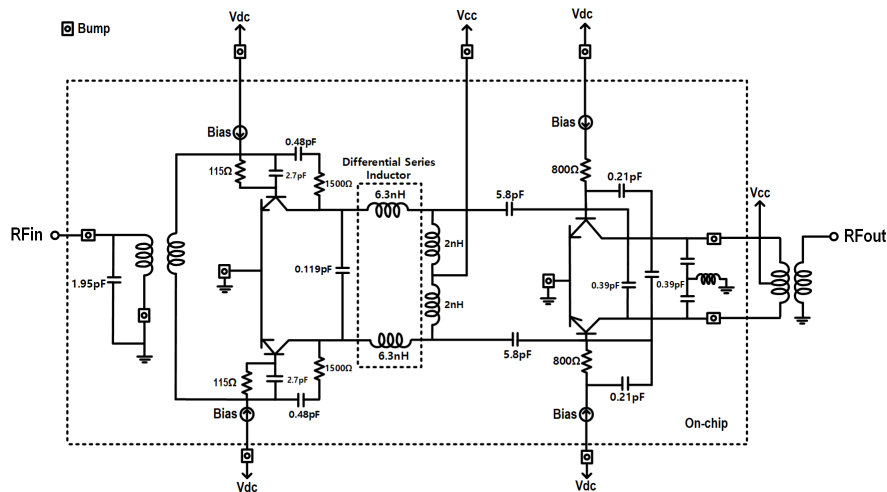 Vdc
Vcc
Vdc
Bump
Bias
Bias
0.48pF
115Ω
2.7pF
1500Ω
Differential Series
Inductor
6.3nH
5.8pF
800Ω
0.21pF
Vcc
RFin
2nH
RFout
1.95pF
0.119pF
0.39pF
0.39pF
2nH
6.3nH
5.8pF
115Ω
2.7pF
1500Ω
800Ω
0.48pF
0.21pF
Bias
Bias
On-chip
Vdc
Vdc